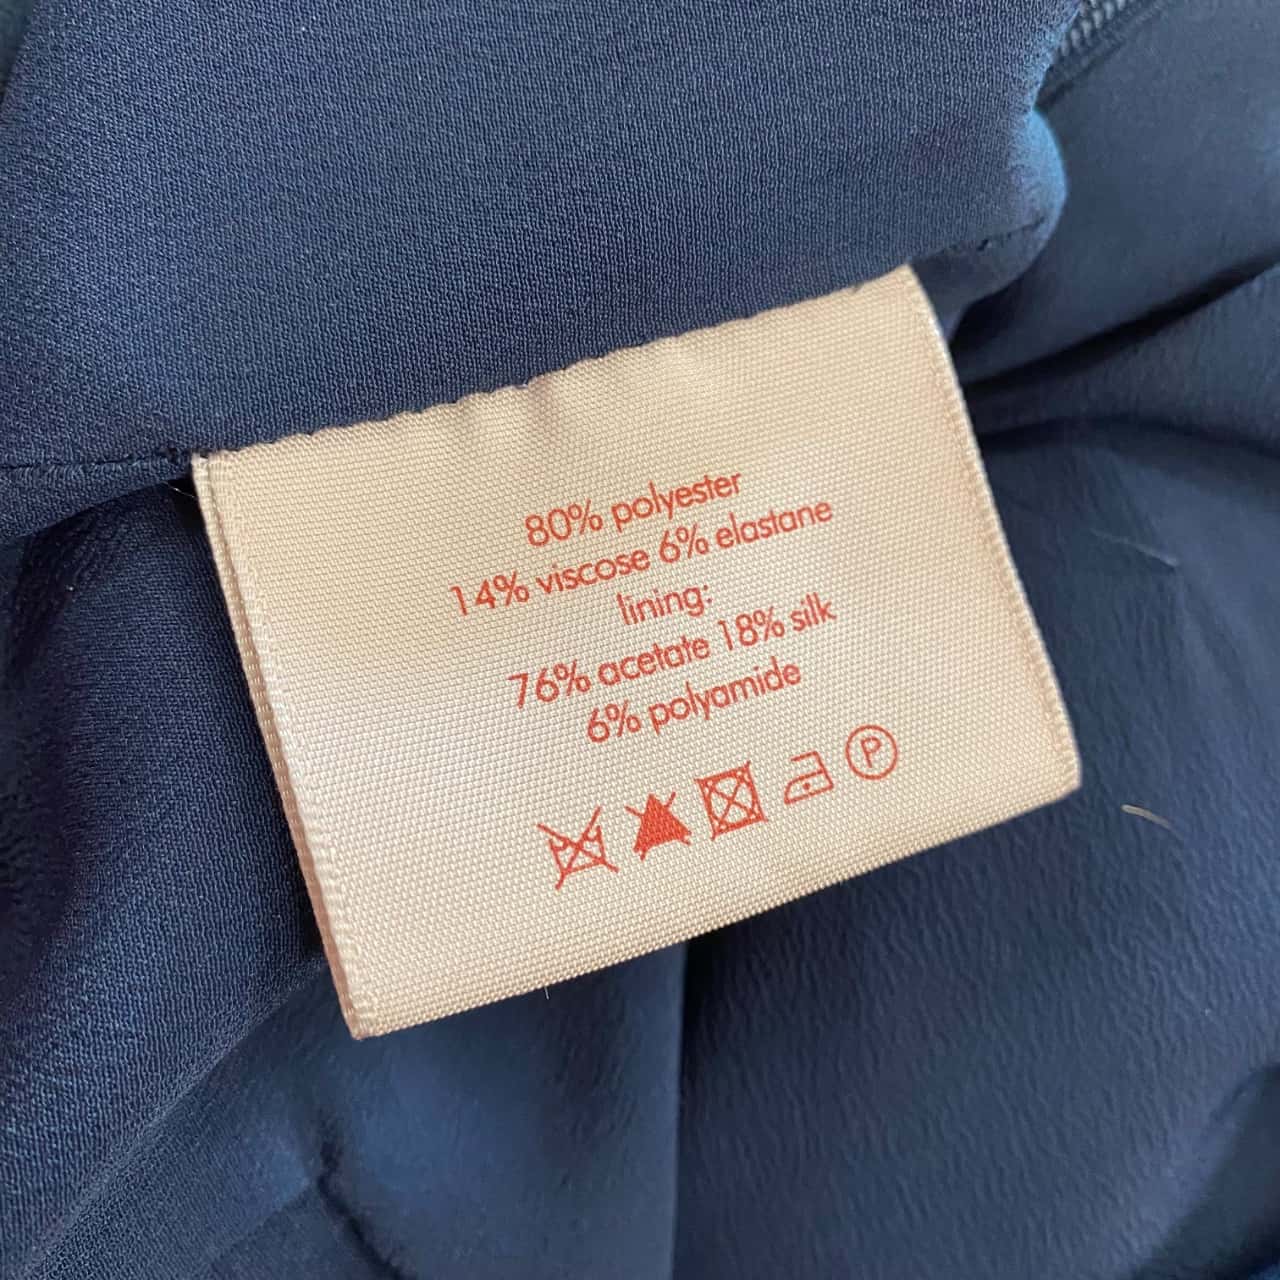 80% polyester
14% viscose 6% elastane
lining:
76% acetate 18% silk
6% polyamide
P